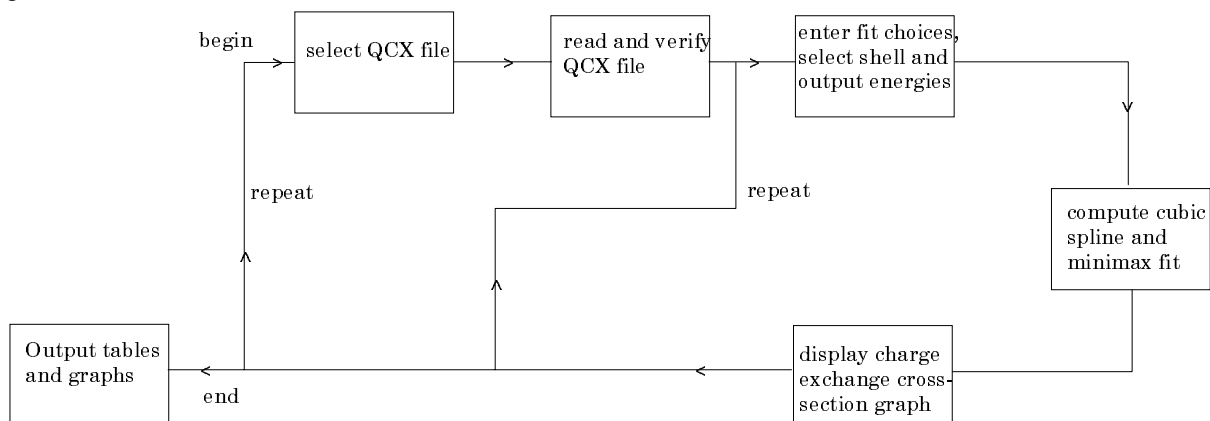 begin
select QCX file
read and verify
QCX file
enter fit choices,
select shell and
output energies
repeat
repeat
compute cubic
spline and
minimax fit
Output tables
and graphs
end
display charge
exchange cross-
section graph